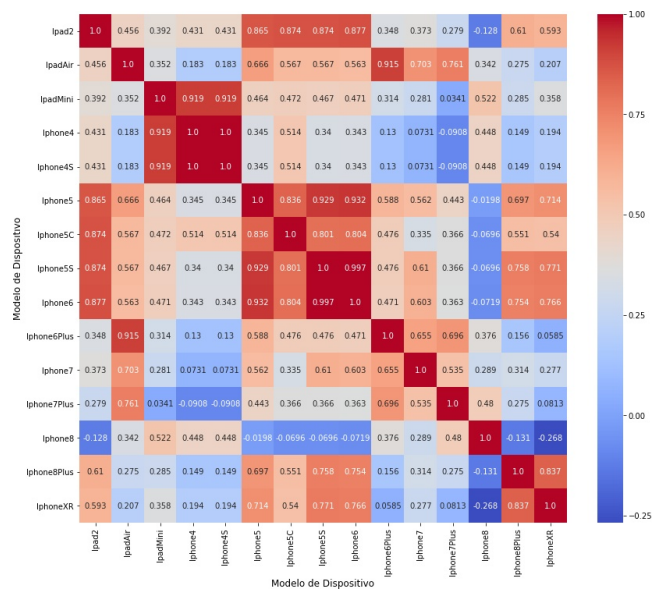 Ipad2 1.0 0.456 0.392 0.431 0.431 0.865 0.874 0.874 0.877 0.348 0.373 0.279 -0.128 0.61 0.593
IpadAir 0.456 1.0 0.352 0.183 0.183 0.666 0.567 0.567 0.563 0.915 0.703 0.761 0.342 0.275 0.207
IpadMini 0.392 0.352 1.0 0.919 0.919 0.464 0.472 0.467 0.471 0.314 0.281 0.0341 0.522 0.285 0.358
Iphone4 0.431 0.183 0.919 1.0 1.0 0.345 0.514 0.34 0.343 0.13 0.0731 -0.0908 0.448 0.149 0.194
Iphone4S 0.431 0.183 0.919 1.0 1.0 0.345 0.514 0.34 0.343 0.13 0.0731 -0.0908 0.448 0.149 0.194
Iphone5 0.865 0.666 0.464 0.345 0.345 1.0 0.836 0.929 0.932 0.588 0.562 0.443 -0.0198 0.697 0.714
Iphone5C 0.874 0.567 0.472 0.514 0.514 0.836 1.0 0.801 0.804 0.476 0.335 0.366 -0.0696 0.551 0.54
Iphone5S 0.874 0.567 0.467 0.34 0.34 0.929 0.801 1.0 0.997 0.476 0.61 0.366 -0.0696 0.758 0.771
Iphone6 0.877 0.563 0.471 0.343 0.343 0.932 0.804 0.997 1.0 0.471 0.603 0.363 -0.0719 0.754 0.766
Iphone6Plus 0.348 0.915 0.314 0.13 0.13 0.588 0.476 0.476 0.471 1.0 0.655 0.696 0.376 0.156 0.0585
Iphone7 0.373 0.703 0.281 0.0731 0.0731 0.562 0.335 0.61 0.603 0.655 1.0 0.535 0.289 0.314 0.277
Iphone7Plus 0.279 0.761 0.0341 -0.0908 -0.0908 0.443 0.366 0.366 0.363 0.696 0.535 1.0 0.48 0.275 0.0813
Iphone8 -0.128 0.342 0.522 0.448 0.448 -0.0198 -0.0696 -0.0696 -0.0719 0.376 0.289 0.48 1.0 -0.131 -0.268
Iphone8Plus 0.61 0.275 0.285 0.149 0.149 0.697 0.551 0.758 0.754 0.156 0.314 0.275 -0.131 1.0 0.837
IphoneXR 0.593 0.207 0.358 0.194 0.194 0.714 0.54 0.771 0.766 0.0585 0.277 0.0813 -0.268 0.837 1.0
Modelo de Dispositivo
Ipad2 IpadAir IpadMini Iphone4 Iphone4S Iphone5 Iphone5C Iphone5S Iphone6 Iphone6Plus Iphone7 Iphone7Plus Iphone8 Iphone8Plus IphoneXR
Modelo de Dispositivo
1.00
0.75
0.50
0.25
0.00
−0.25